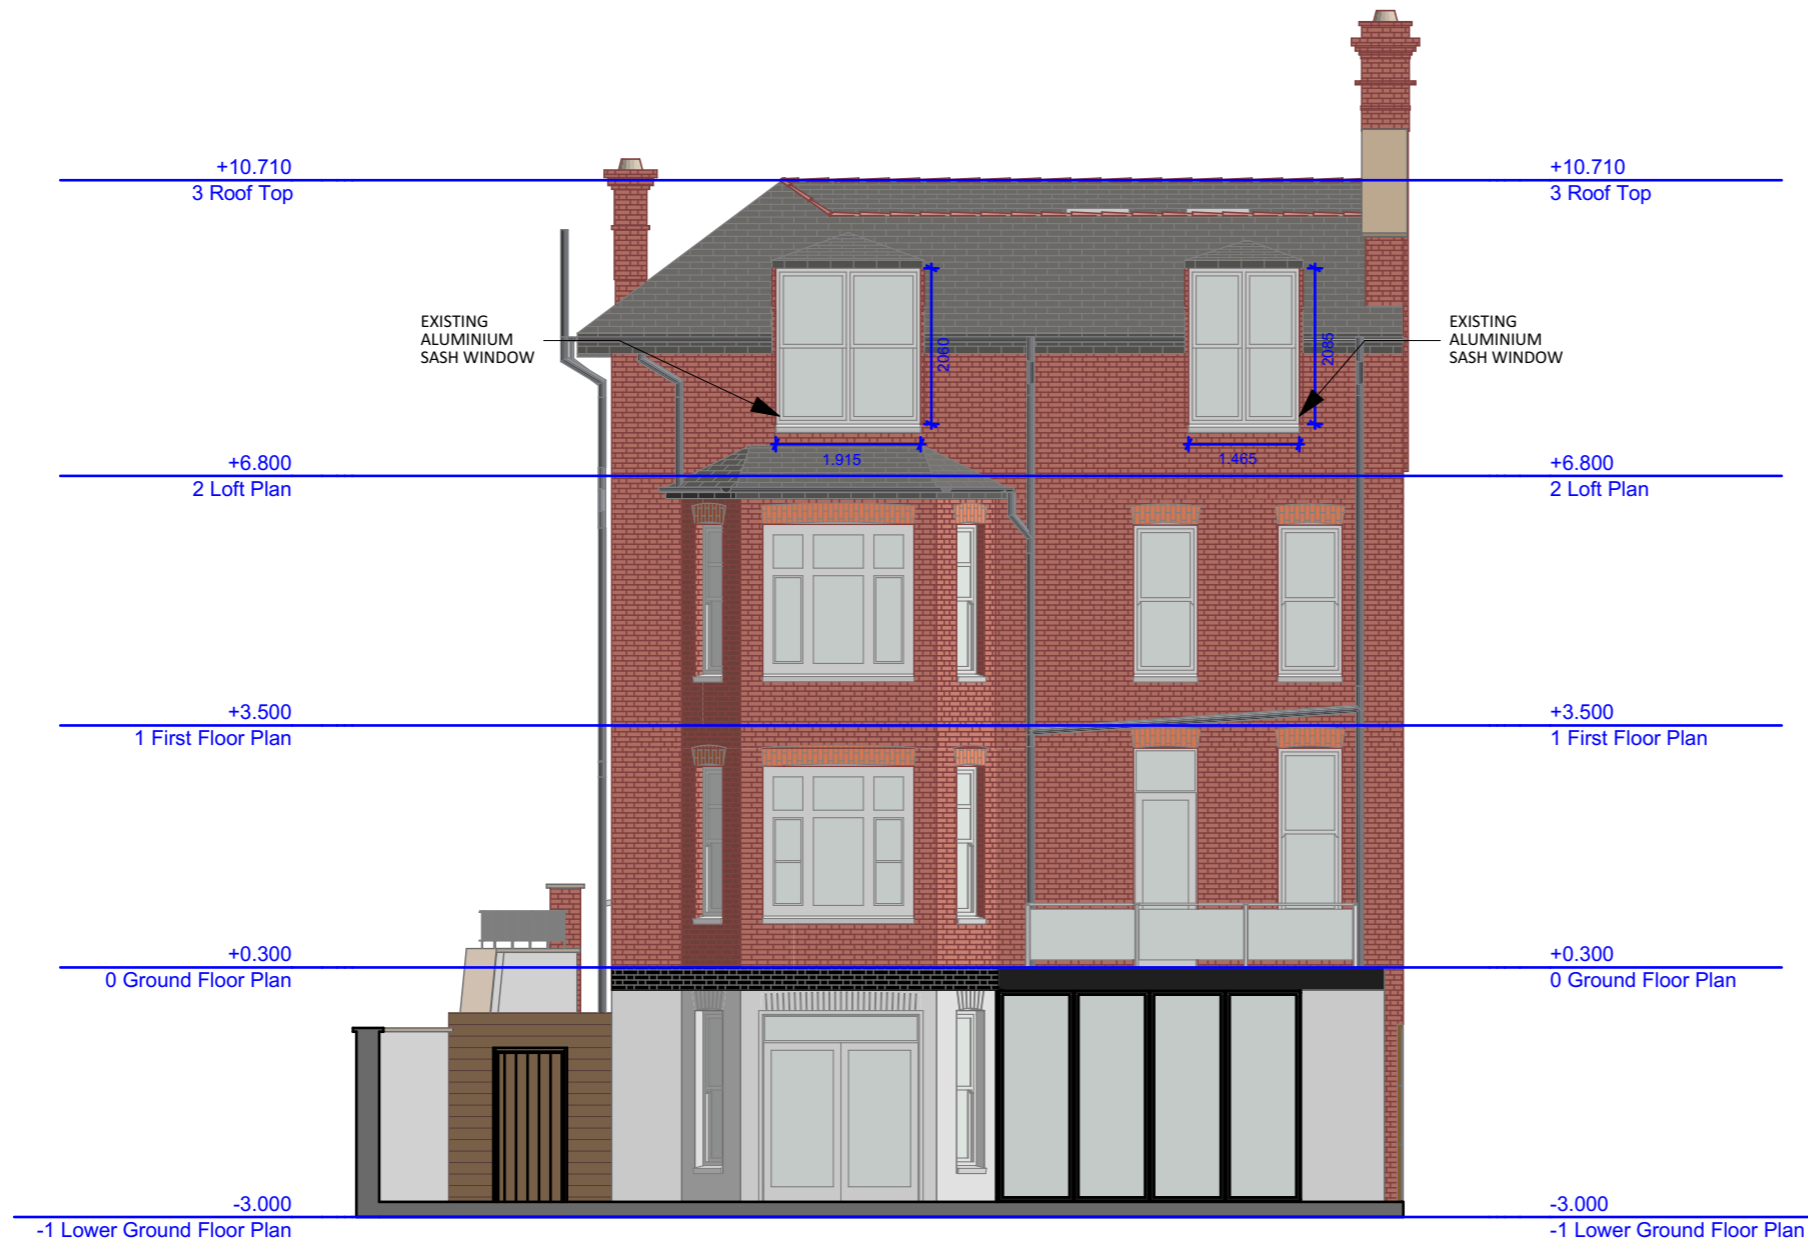 +10.710
3 Roof Top
+10.710
3 Roof Top
EXISTING
ALUMINIUM
SASH WINDOW
2060
2085
EXISTING
ALUMINIUM
SASH WINDOW
1.915
1.465
+6.800
2 Loft Plan
+6.800
2 Loft Plan
+3.500
1 First Floor Plan
+3.500
1 First Floor Plan
+0.300
0 Ground Floor Plan
+0.300
0 Ground Floor Plan
-3.000
-1 Lower Ground Floor Plan
-3.000
-1 Lower Ground Floor Plan